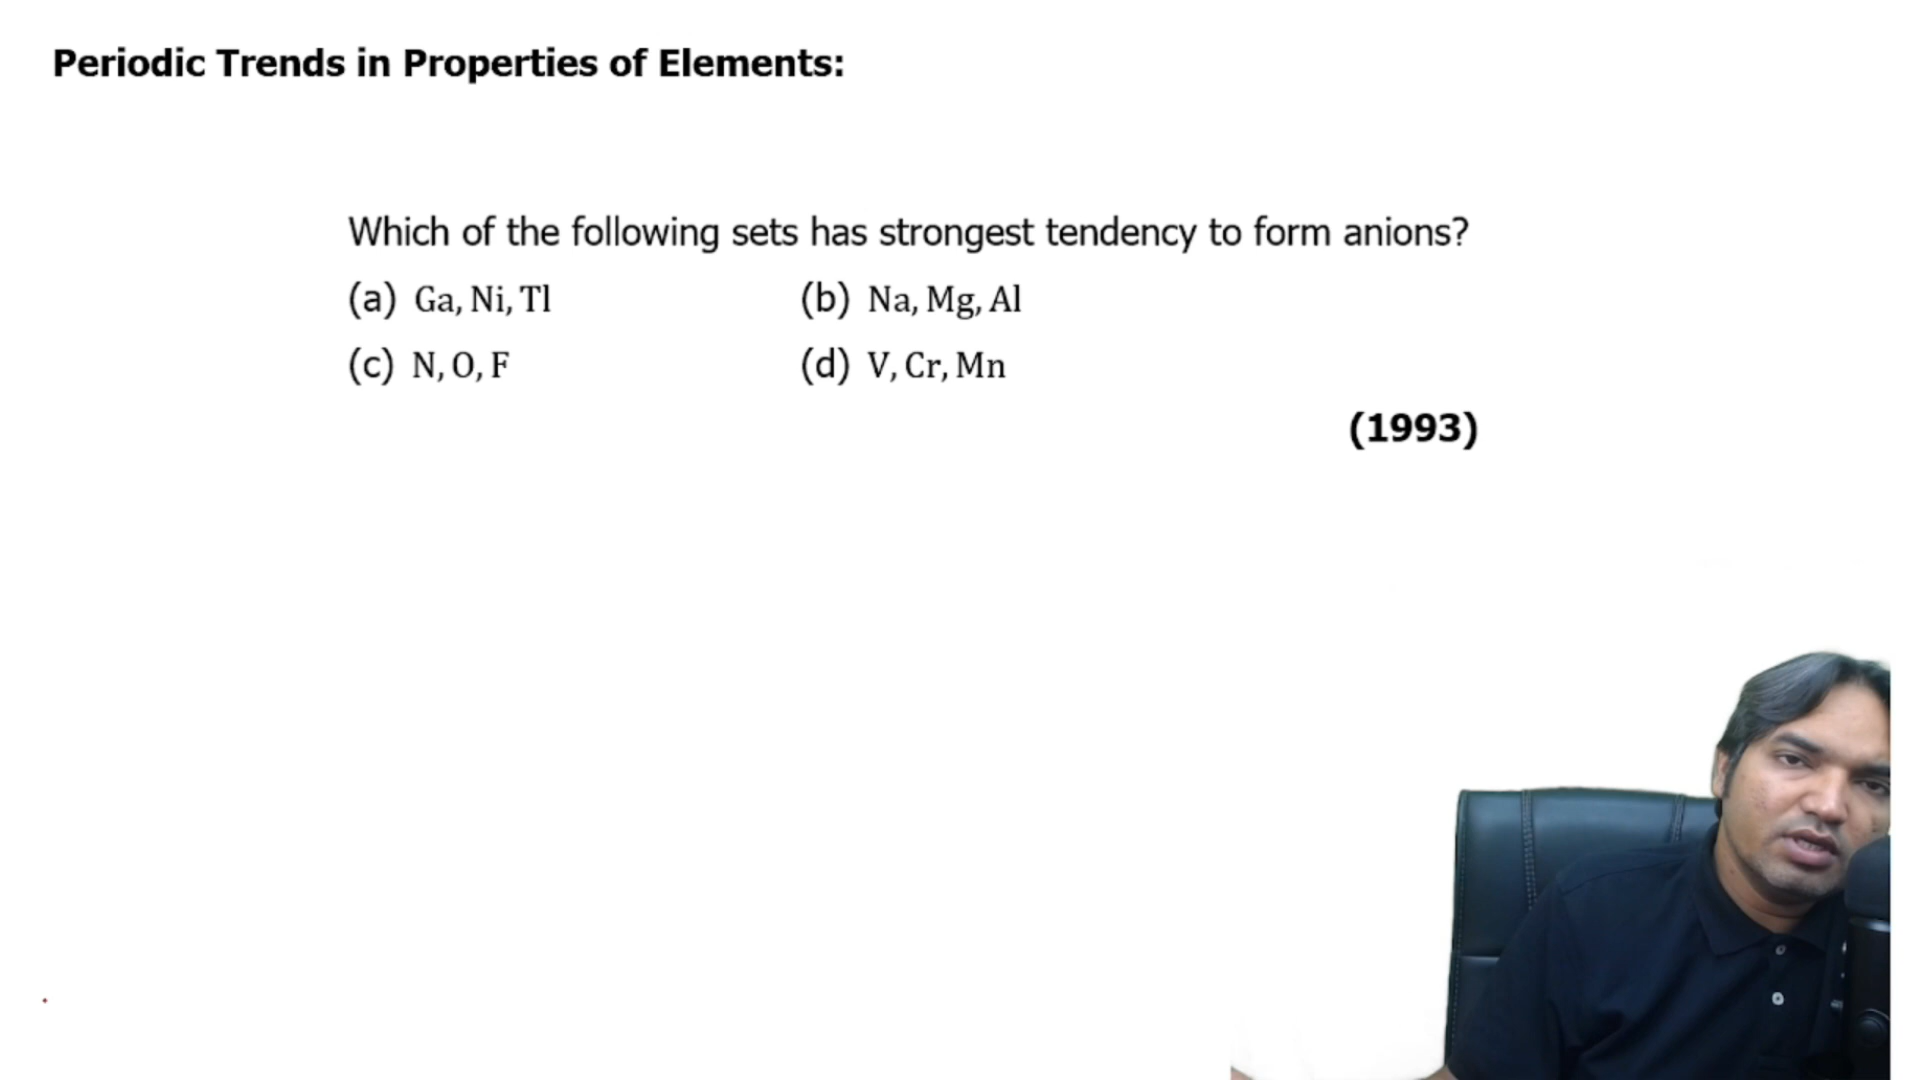 Periodic Trends in Properties of Elements:
Which of the following sets has strongest tendency to form anions?
(a) Ga, Ni, Tl (b) Na, Mg, Al
(c) N, O, F (d) V, Cr, Mn
(1993)